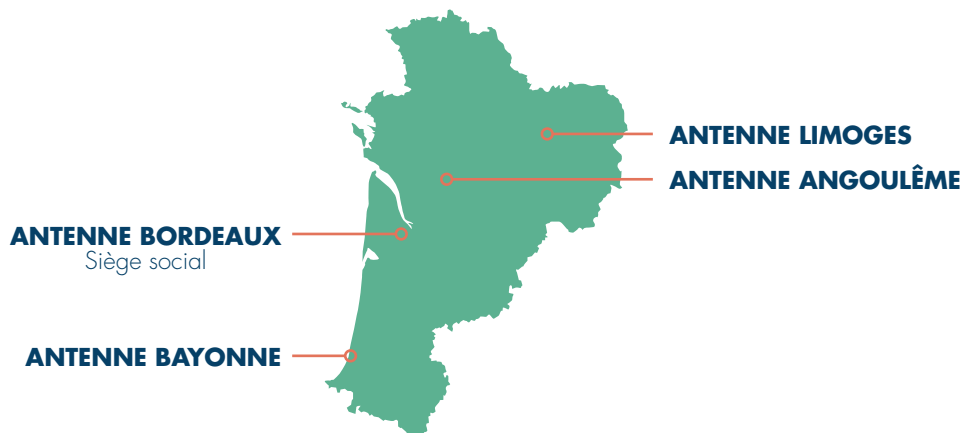 ANTENNE LIMOGES
ANTENNE ANGOULÊME
ANTENNE BORDEAUX
Siège social
ANTENNE BAYONNE